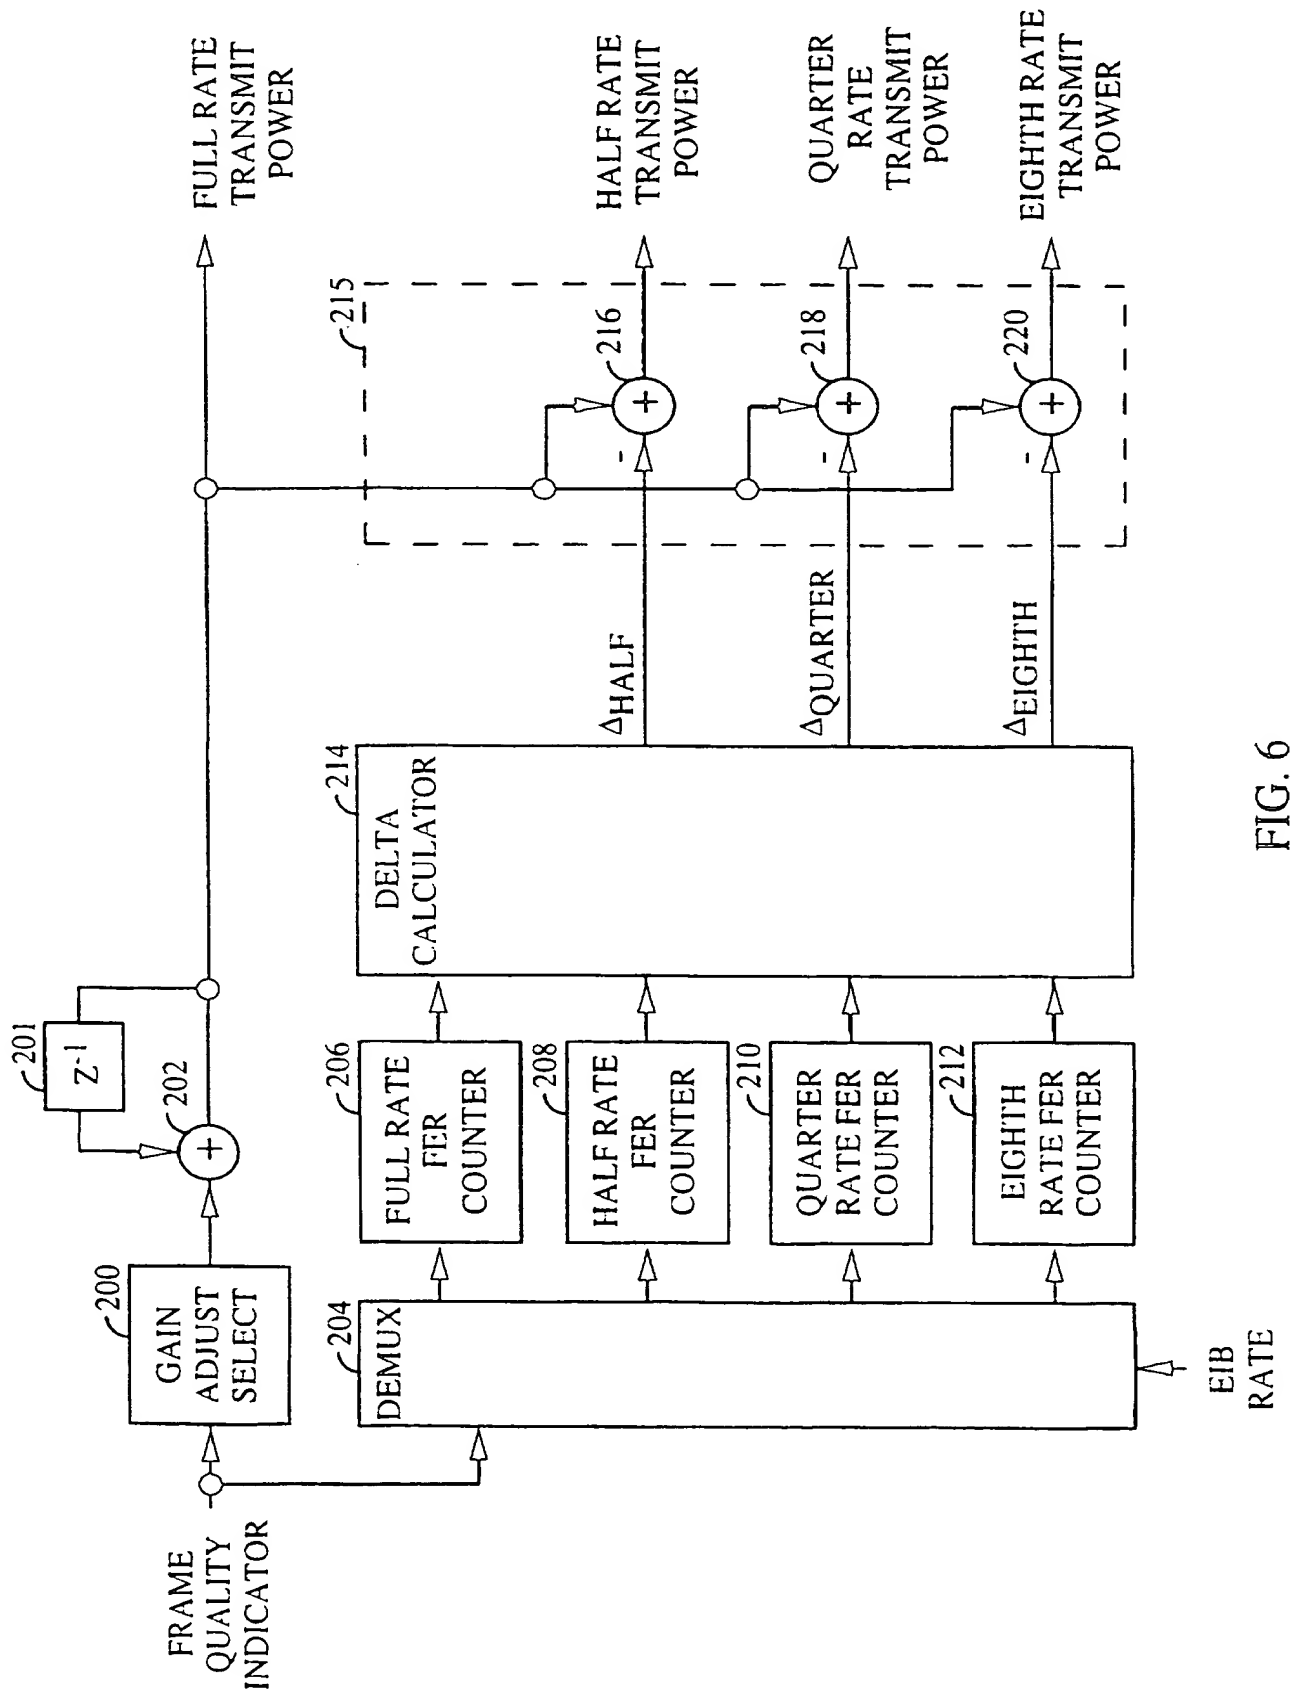 FRAME
QUALITY
INDICATOR
200
GAIN
ADJUST
SELECT
201
Z-1
202
+
FULL RATE
TRANSMIT
POWER
204
DEMUX
EIB
RATE
206
FULL RATE
FER
COUNTER
208
HALF RATE
FER
COUNTER
210
QUARTER
RATE FER
COUNTER
212
EIGHTH
RATE FER
COUNTER
214
DELTA
CALCULATOR
ΔHALF
ΔQUARTER
ΔEIGHTH
215
216
+
-
HALF RATE
TRANSMIT
POWER
218
+
-
QUARTER
RATE
TRANSMIT
POWER
220
+
-
EIGHTH RATE
TRANSMIT
POWER
FIG. 6